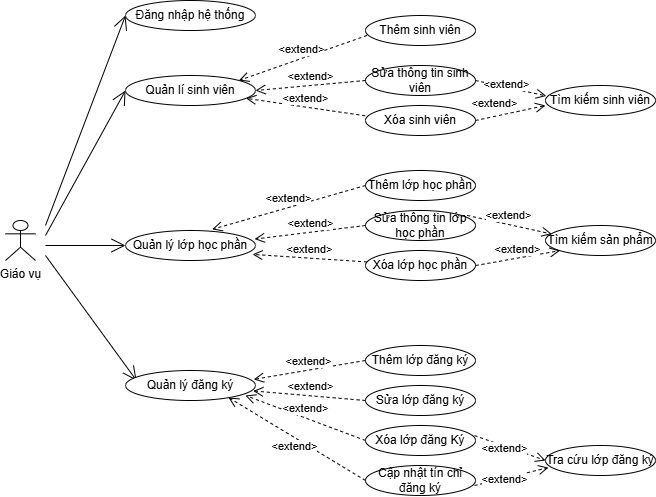 Đăng nhập hệ thống
Thêm sinh viên
<extend>
Sửa thông tin sinh
viên
<extend>
Quản lí sinh viên
<extend>
Tìm kiếm sinh viên
<extend>
<extend>
Xóa sinh viên
Thêm lớp học phần
<extend>
<extend>
Sửa thông tin lớp
học phần
<extend>
Quản lý lớp học phần
Tìm kiếm sản phẩm
<extend>
<extend>
Xóa lớp học phần
Giáo vụ
Thêm lớp đăng ký
<extend>
Quản lý đăng ký
<extend>
Sửa lớp đăng ký
<extend>
Xóa lớp đăng Ký
<extend>
<extend>
Tra cứu lớp đăng ký
Cập nhật tín chỉ
đăng ký
<extend>